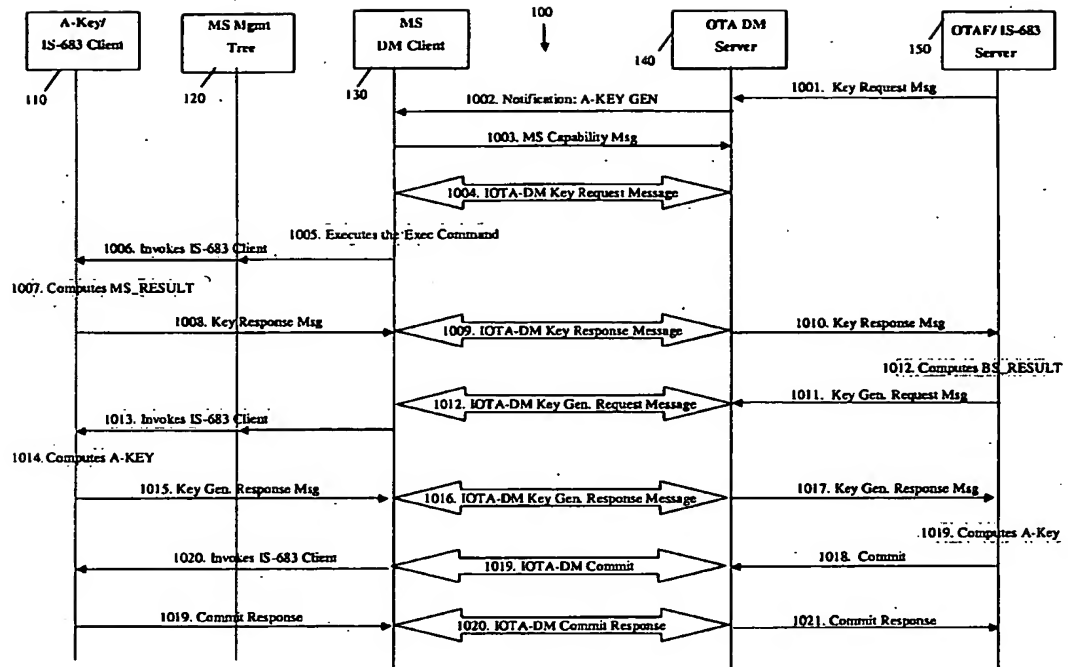 A-Key/
IS-683 Client
MS Mgmt
Tree
MS
DM Client
100
OTA DM
Server
OTAF/ IS-683
Server
110
120
130
140
150
1001. Key Request Msg
1002. Notification: A-KEY GEN
1003. MS Capability Msg
1004. IOTA-DM Key Request Message
1005. Executes the Exec Command
1006. Invokes IS-683 Client
1007. Computes MS_RESULT
1008. Key Response Msg
1009. IOTA-DM Key Response Message
1010. Key Response Msg
1012. Computes BS_RESULT
1012. IOTA-DM Key Gen. Request Message
1011. Key Gen. Request Msg
1013. Invokes IS-683 Client
1014. Computes A-KEY
1015. Key Gen. Response Msg
1016. IOTA-DM Key Gen. Response Message
1017. Key Gen. Response Msg
1019. Computes A-Key
1020. Invokes IS-683 Client
1019. IOTA-DM Commit
1018. Commit
1019. Commit Response
1020. IOTA-DM Commit Response
1021. Commit Response